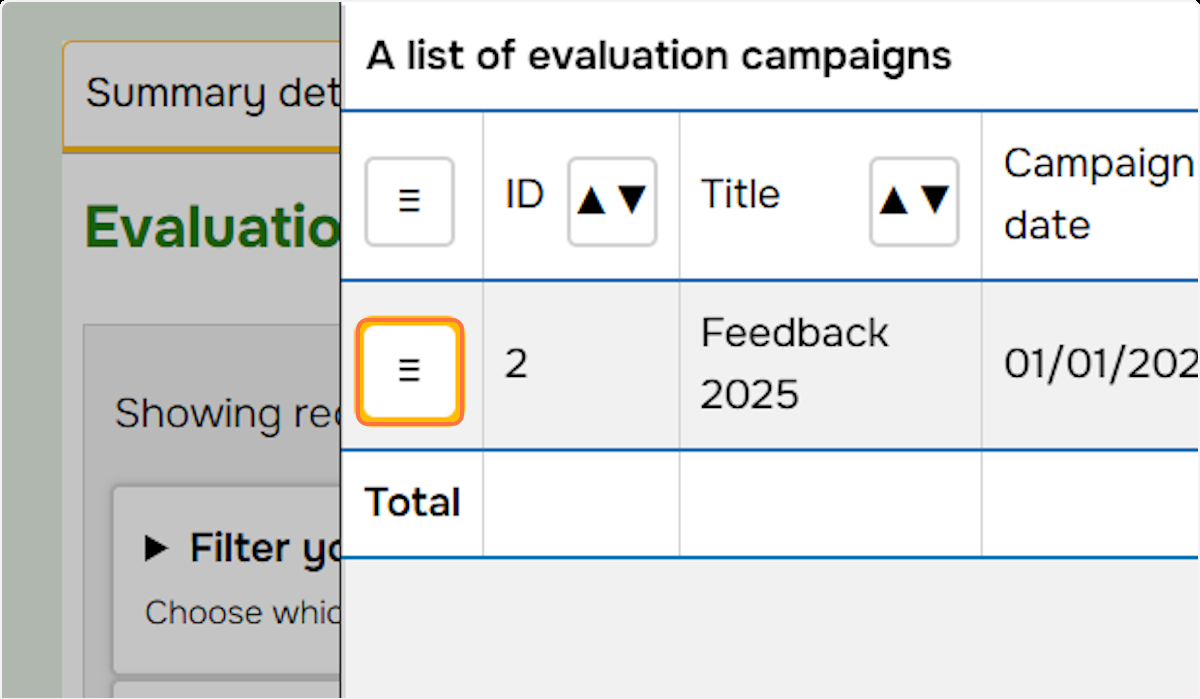 Summary det
Evaluatio
Showing rec
Filter yo
Choose whic
A list of evaluation campaigns
ID ▲ ▼ Title ▲ ▼ Campaign
date
2 Feedback
2025 01/01/202
Total